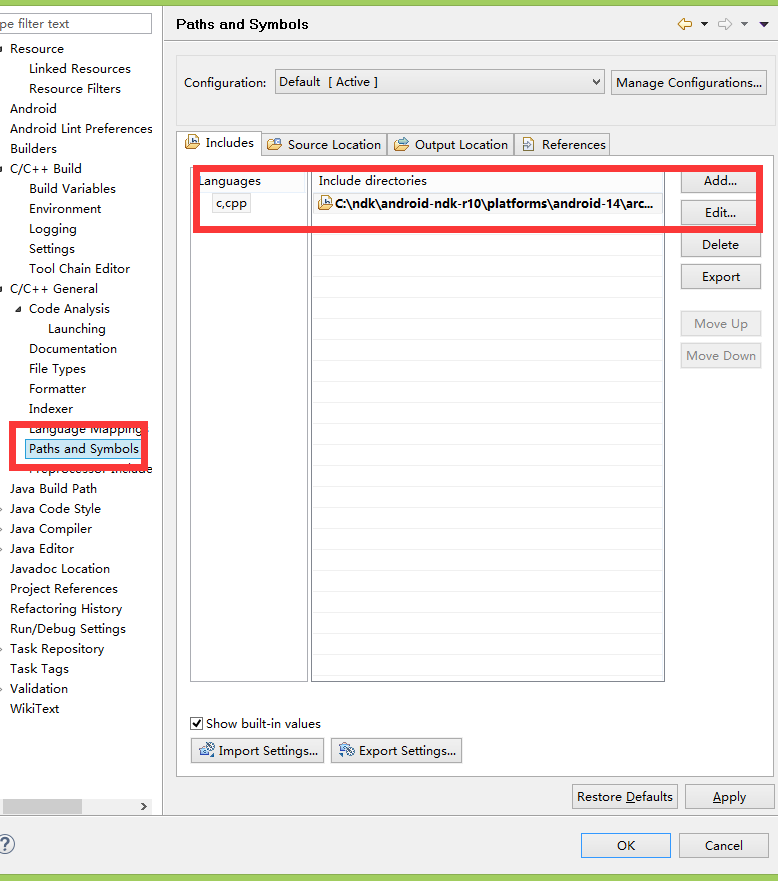 pe filter text
Resource
Linked Resources
Resource Filters
Android
Android Lint Preferences
Builders
C/C++ Build
Build Variables
Environment
Logging
Settings
Tool Chain Editor
C/C++ General
Code Analysis
Launching
Documentation
File Types
Formatter
Indexer
Language Mappings
Paths and Symbols
Preprocessor Include
Java Build Path
Java Code Style
Java Compiler
Java Editor
Javadoc Location
Project References
Refactoring History
Run/Debug Settings
Task Repository
Task Tags
Validation
WikiText
Paths and Symbols
Configuration:
Default [ Active ]
Manage Configurations...
Includes
Source Location
Output Location
References
Languages
Include directories
c,cpp
C:\ndk\android-ndk-r10\platforms\android-14\arc...
Add...
Edit...
Delete
Export
Move Up
Move Down
Show built-in values
Import Settings...
Export Settings...
Restore Defaults
Apply
OK
Cancel